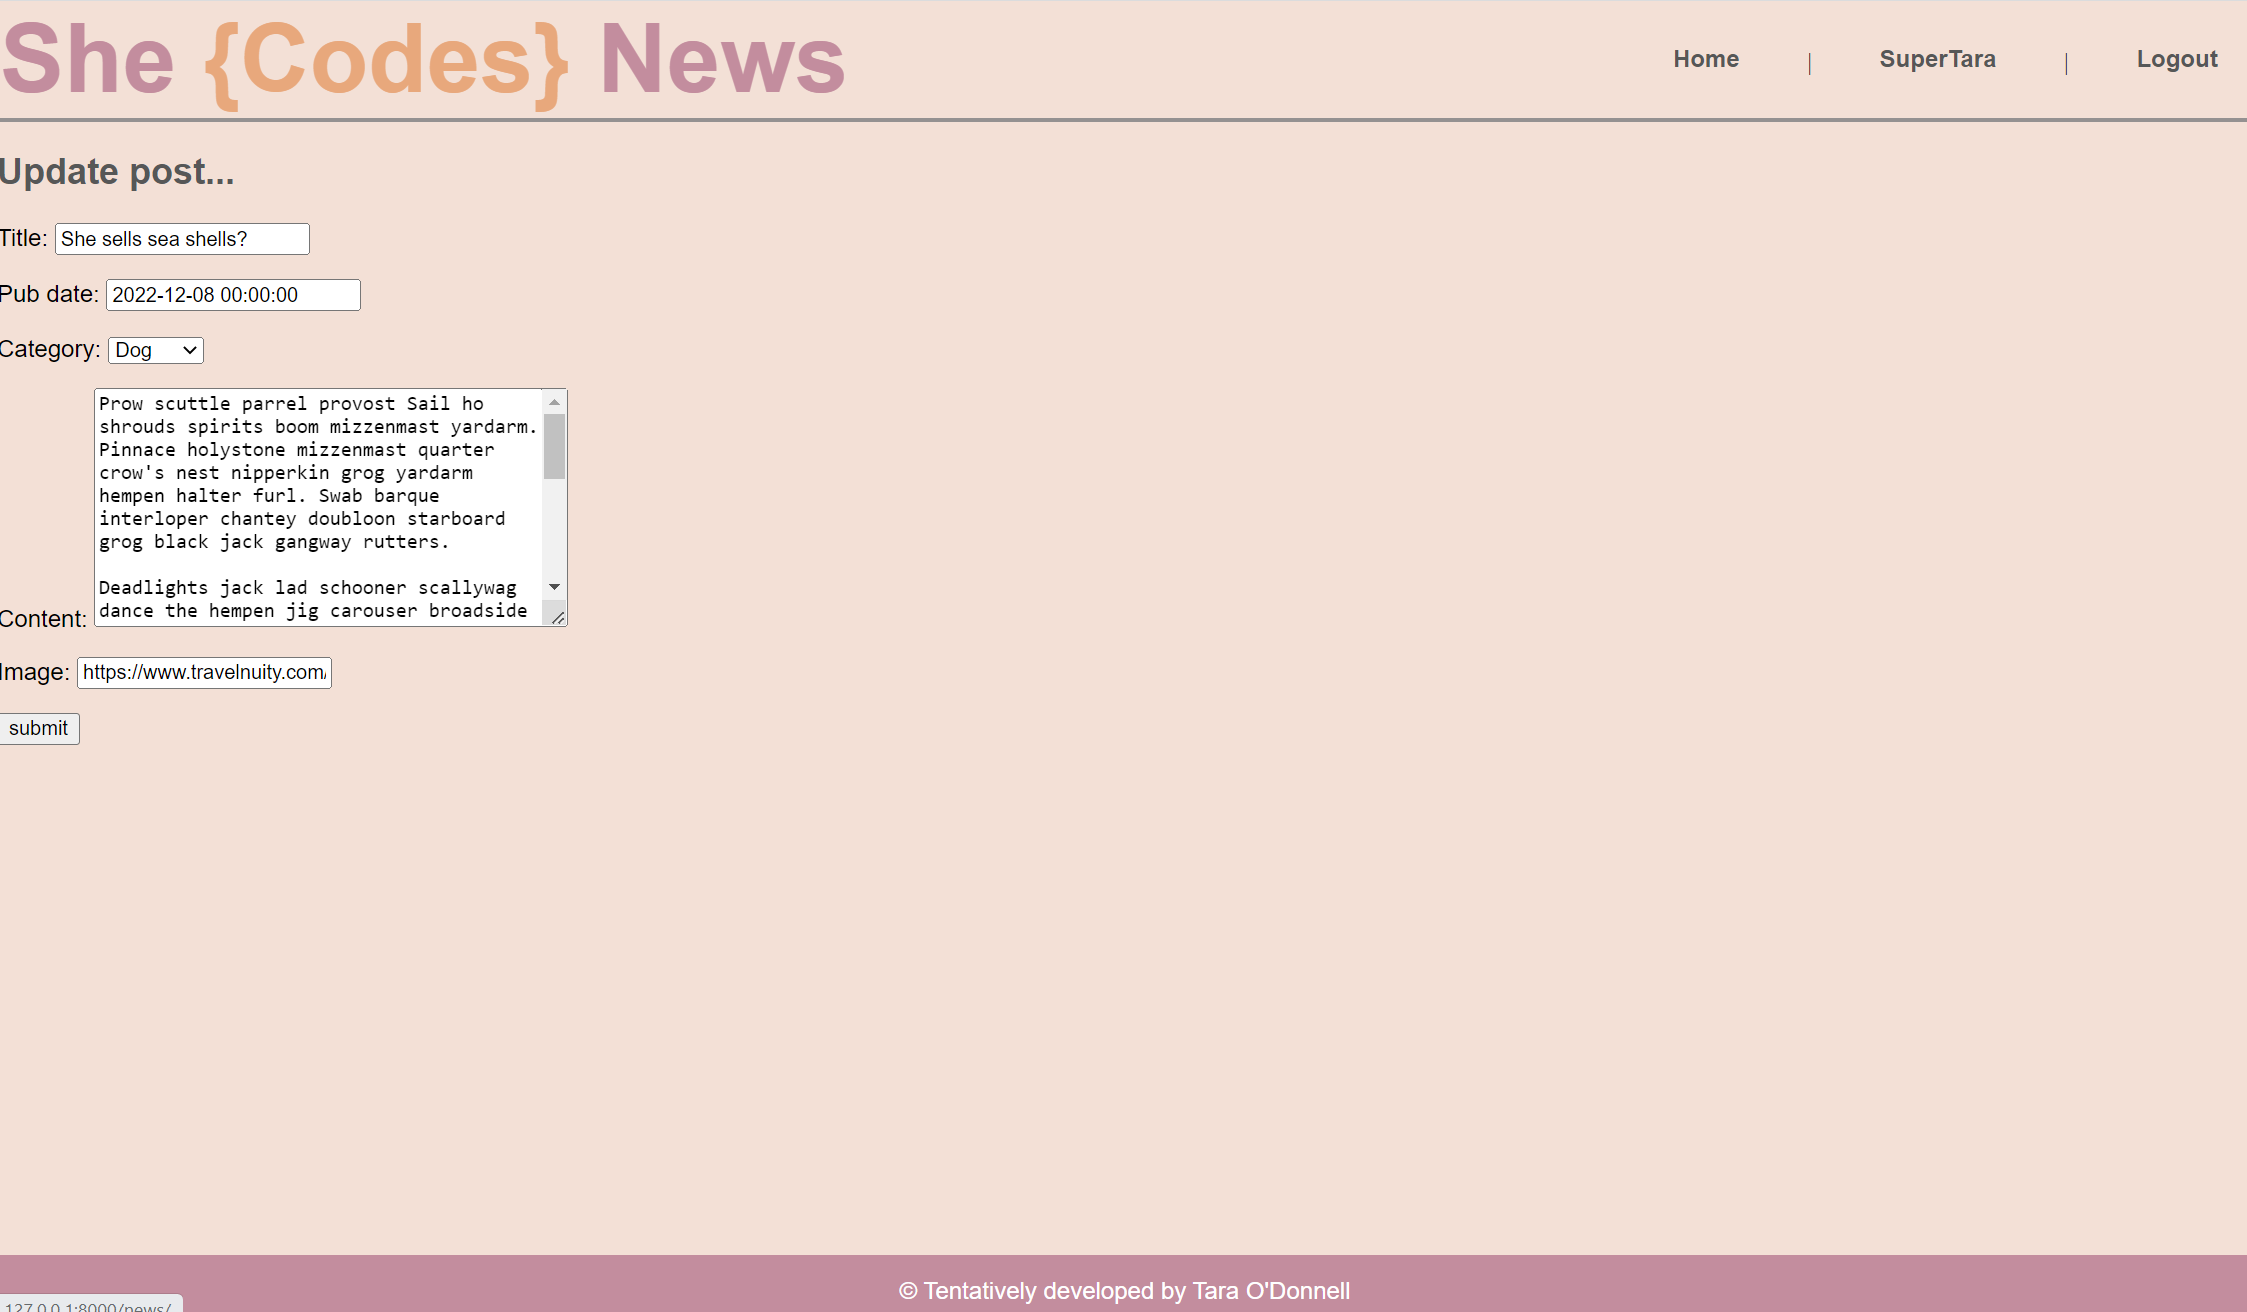 She {Codes} News
Home | SuperTara | Logout
Update post...
Title: She sells sea shells?
Pub date: 2022-12-08 00:00:00
Category: Dog
Content: Prow scuttle parrel provost Sail ho
shrouds spirits boom mizzenmast yardarm.
Pinnace holystone mizzenmast quarter
crow's nest nipperkin grog yardarm
hempen halter furl. Swab barque
interloper chantey doubloon starboard
grog black jack gangway rutters.
Deadlights jack lad schooner scallywag
dance the hempen jig carouser broadside
Image: https://www.travelnuity.com/
submit
© Tentatively developed by Tara O'Donnell
127.0.0.1:8000/news/